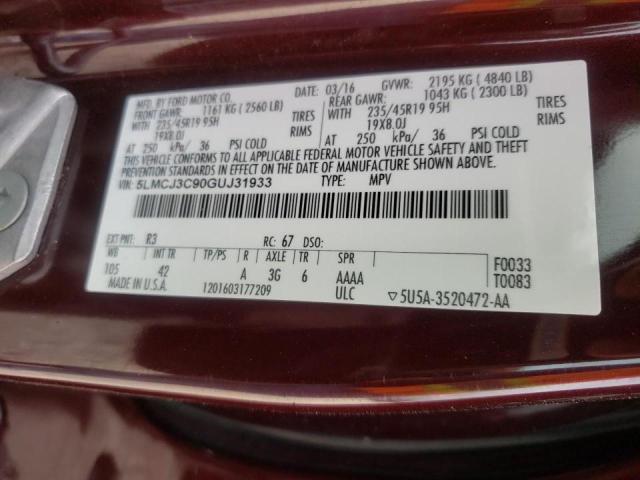 MFD. BY FORD MOTOR CO.
DATE: 03/16 GVWR: 2195 KG ( 4840 LB)
FRONT GAWR: 1161 KG ( 2560 LB) REAR GAWR: 1043 KG ( 2300 LB)
WITH 235/45R19 95H TIRES WITH 235/45R19 95H TIRES
19X8.0J RIMS 19X8.0J RIMS
AT 250 kPa/ 36 PSI COLD AT 250 kPa/ 36 PSI COLD
THIS VEHICLE CONFORMS TO ALL APPLICABLE FEDERAL MOTOR VEHICLE SAFETY AND THEFT
PREVENTION STANDARDS IN EFFECT ON THE DATE OF MANUFACTURE SHOWN ABOVE.
VIN: 5LMCJ3C90GUJ31933 TYPE: MPV
EXT PNT: R3 RC: 67 DSO:
WB INT TR TP/PS R AXLE TR SPR
105 42 A 3G 6 AAAA
F0033
T0083
MADE IN U.S.A. 1201603177209 ULC ▽5U5A-3520472-AA